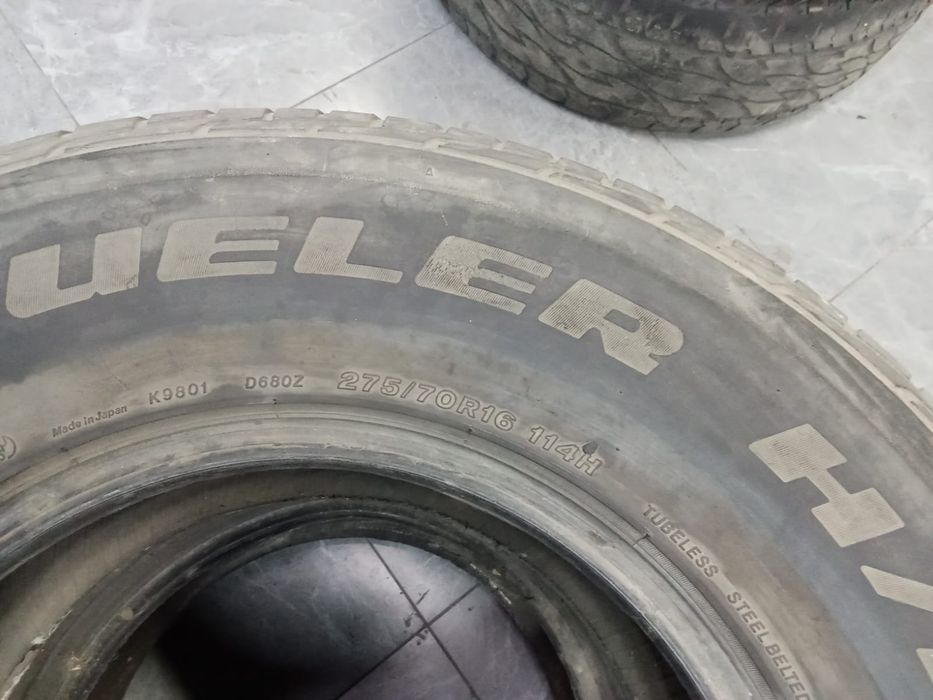 UELER H/
Made in Japan K9801 D680Z 275/70R16 114H
TUBELESS STEEL BELTED